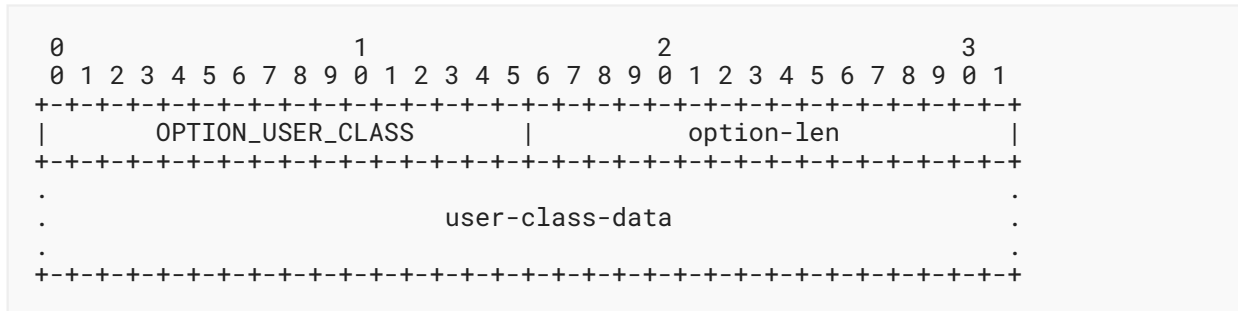 0                   1                   2                   3
 0 1 2 3 4 5 6 7 8 9 0 1 2 3 4 5 6 7 8 9 0 1 2 3 4 5 6 7 8 9 0 1
+-+-+-+-+-+-+-+-+-+-+-+-+-+-+-+-+-+-+-+-+-+-+-+-+-+-+-+-+-+-+-+-+
|       OPTION_USER_CLASS       |          option-len           |
+-+-+-+-+-+-+-+-+-+-+-+-+-+-+-+-+-+-+-+-+-+-+-+-+-+-+-+-+-+-+-+-+
.                                                               .
.                          user-class-data                      .
.                                                               .
+-+-+-+-+-+-+-+-+-+-+-+-+-+-+-+-+-+-+-+-+-+-+-+-+-+-+-+-+-+-+-+-+